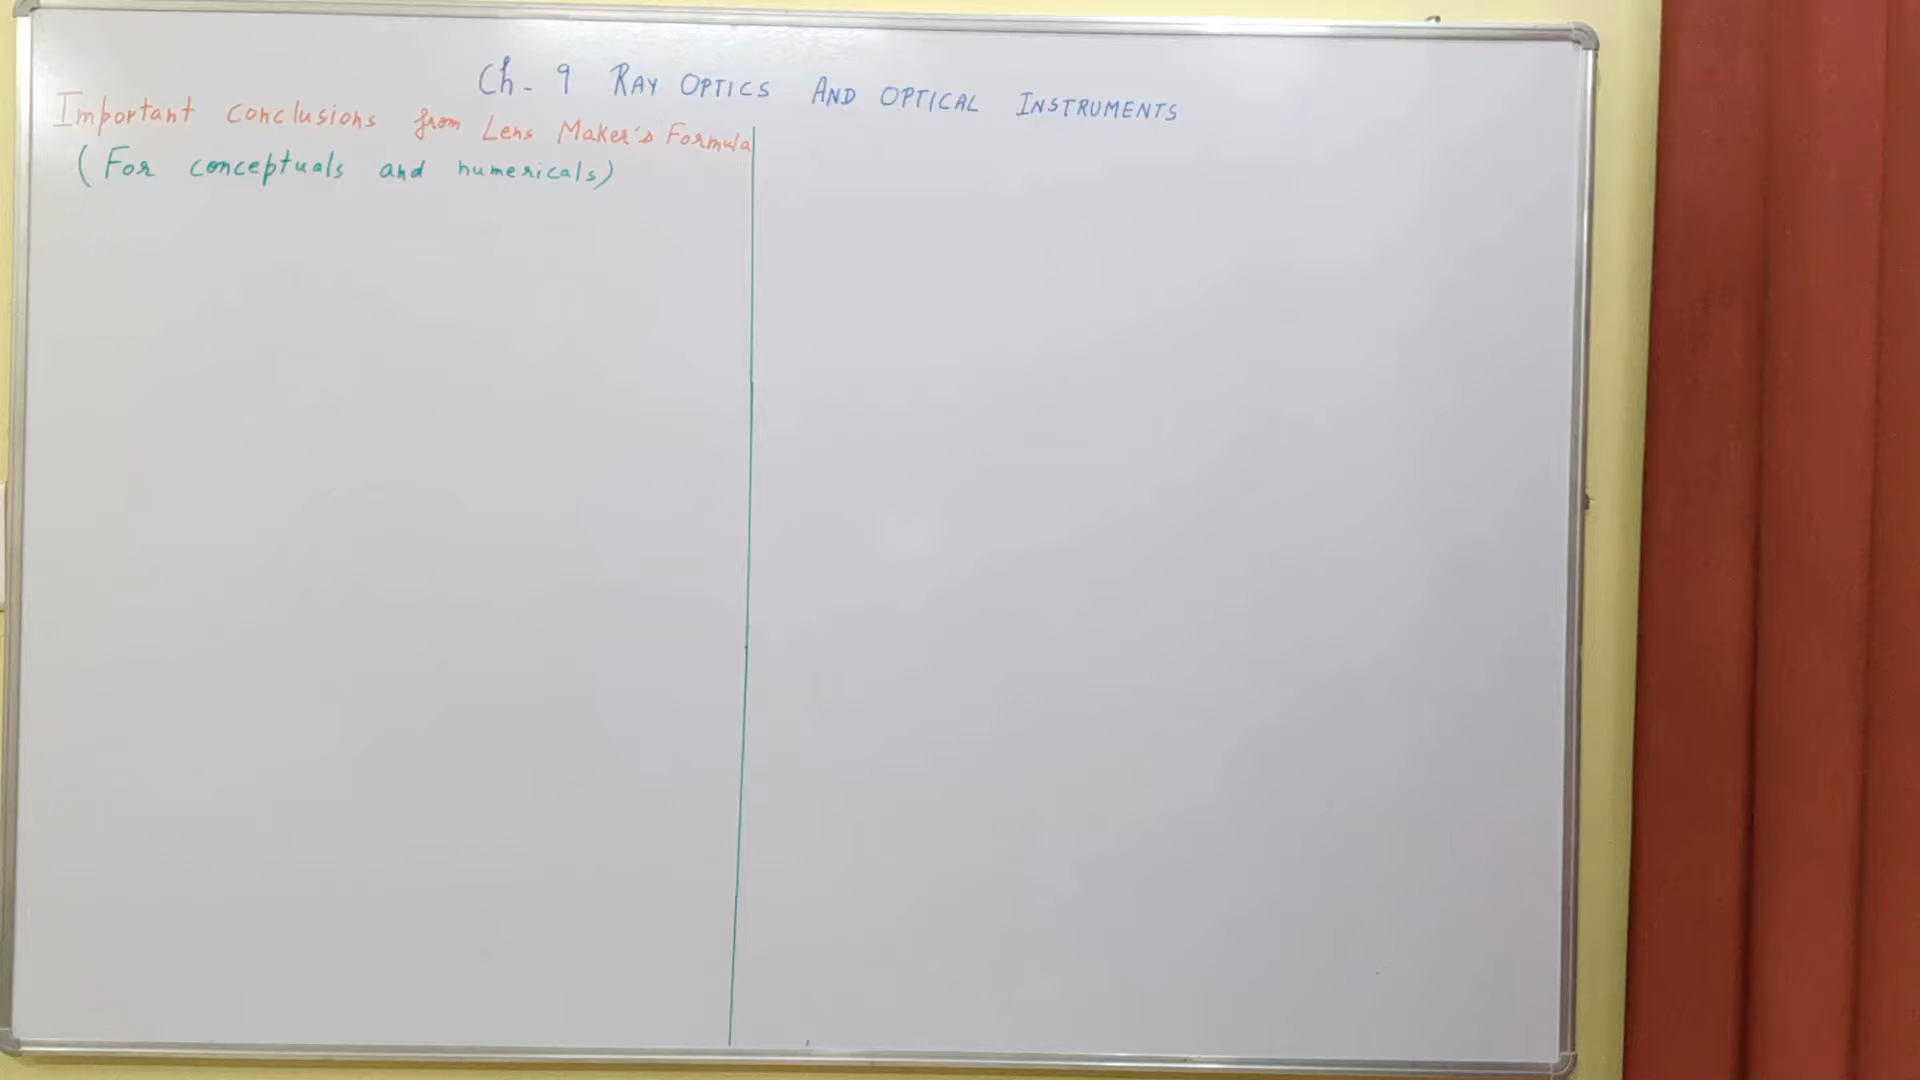 Ch. 9 RAY OPTICS AND OPTICAL INSTRUMENTS
Important conclusions from Lens Maker's Formula
(For conceptuals and numericals)